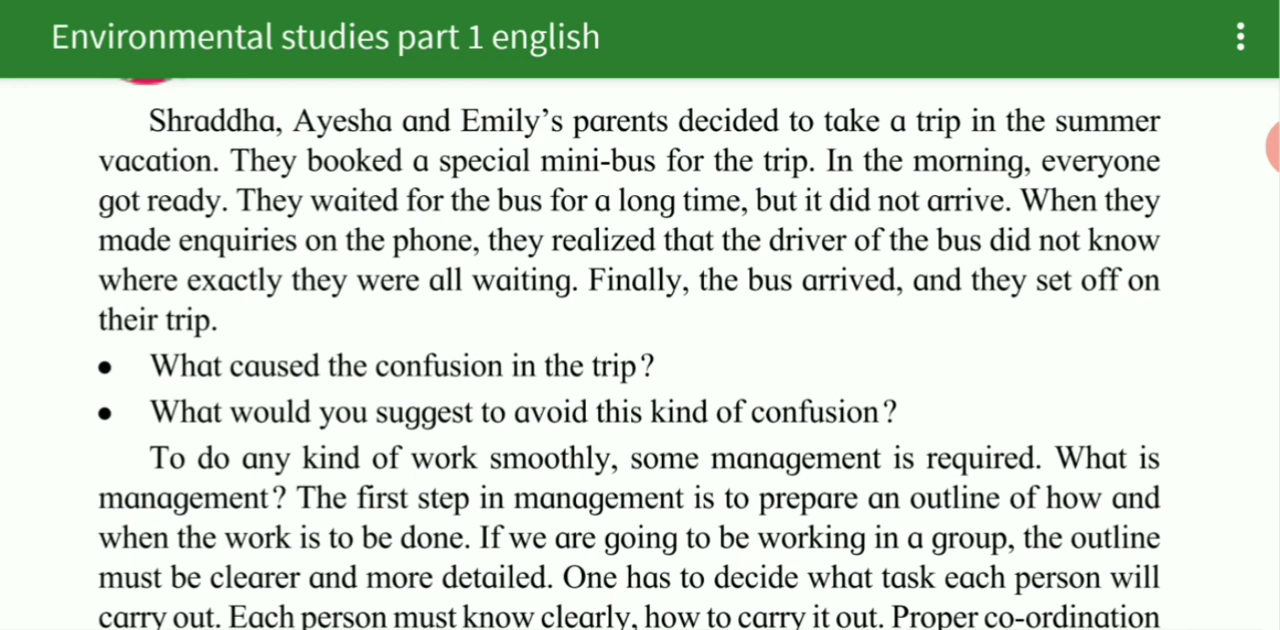 Environmental studies part 1 english
Shraddha, Ayesha and Emily's parents decided to take a trip in the summer
vacation. They booked a special mini-bus for the trip. In the morning, everyone
got ready. They waited for the bus for a long time, but it did not arrive. When they
made enquiries on the phone, they realized that the driver of the bus did not know
where exactly they were all waiting. Finally, the bus arrived, and they set off on
their trip.
• What caused the confusion in the trip?
• What would you suggest to avoid this kind of confusion?
To do any kind of work smoothly, some management is required. What is
management? The first step in management is to prepare an outline of how and
when the work is to be done. If we are going to be working in a group, the outline
must be clearer and more detailed. One has to decide what task each person will
carry out. Each person must know clearly, how to carry it out. Proper co-ordination